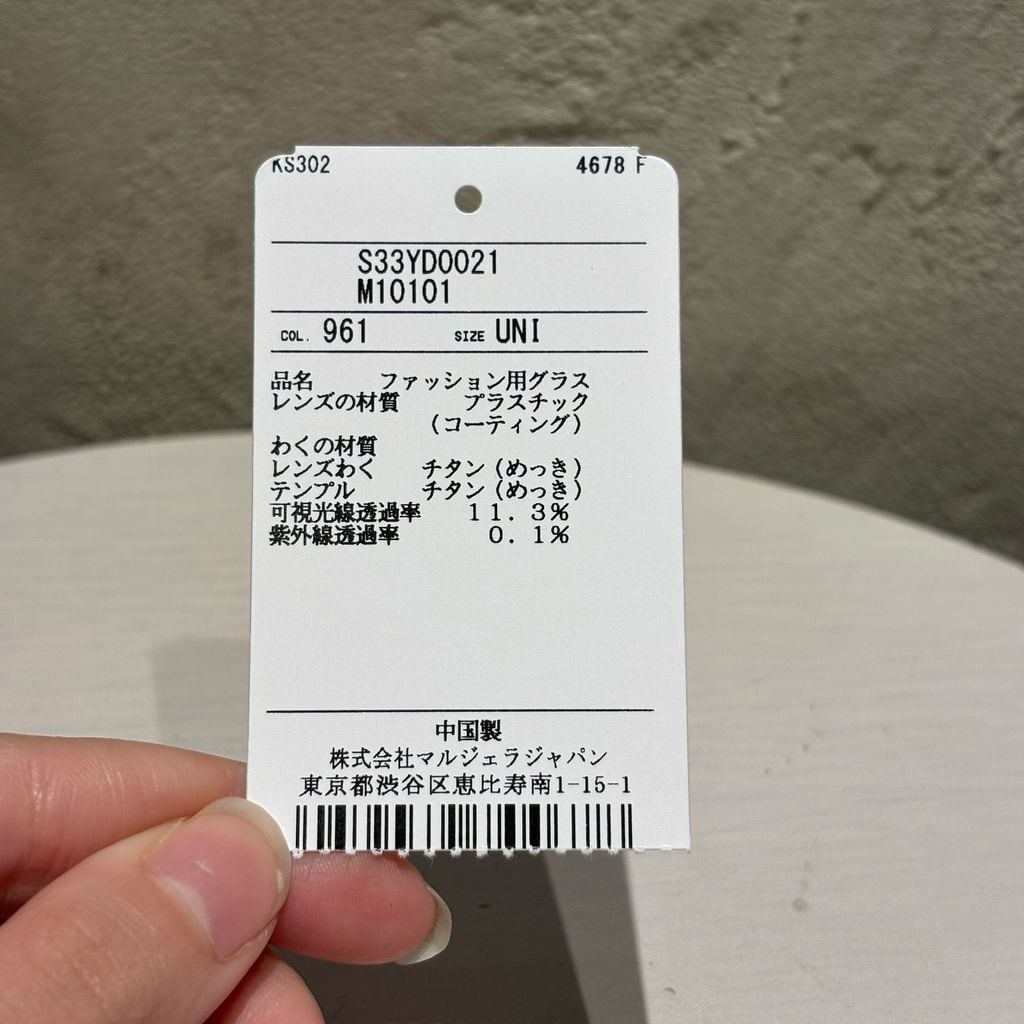 KS302 4678 F
S33YD0021
M10101
COL. 961 SIZE UNI
品名 ファッション用グラス
レンズの材質 プラスチック
(コーティング)
わくの材質
レンズわく チタン(めっき)
テンプル チタン(めっき)
可視光線透過率 11.3%
紫外線透過率 0.1%
中国製
株式会社マルジェラジャパン
東京都渋谷区恵比寿南1-15-1